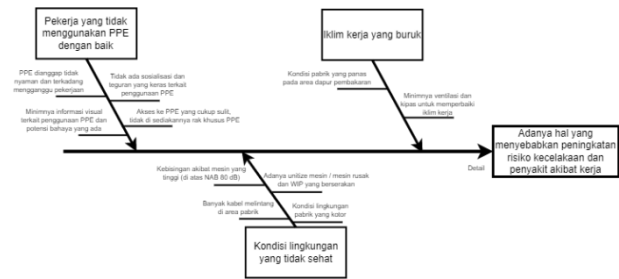 Pekerja yang tidak
menggunakan PPE
dengan baik
Iklim kerja yang buruk
PPE dianggap tidak
nyaman dan terkadang
mengganggu pekerjaan
Tidak ada sosialisasi dan
teguran yang keras terkait
penggunaan PPE
Minimnya informasi visual
terkait penggunaan PPE dan
potensi bahaya yang ada
Akses ke PPE yang cukup sulit,
tidak di sediakannya rak khusus PPE
Kondisi pabrik yang panas
pada area dapur pembakaran
Minimnya ventilasi dan
kipas untuk memperbaiki
iklim kerja
Adanya hal yang
menyebabkan peningkatan
risiko kecelakaan dan
penyakit akibat kerja
Detail
Kebisingan akibat mesin yang
tinggi (di atas NAB 80 dB)
Adanya unitize mesin / mesin rusak
dan WIP yang berserakan
Banyak kabel melintang
di area pabrik
Kondisi lingkungan
pabrik yang kotor
Kondisi lingkungan
yang tidak sehat